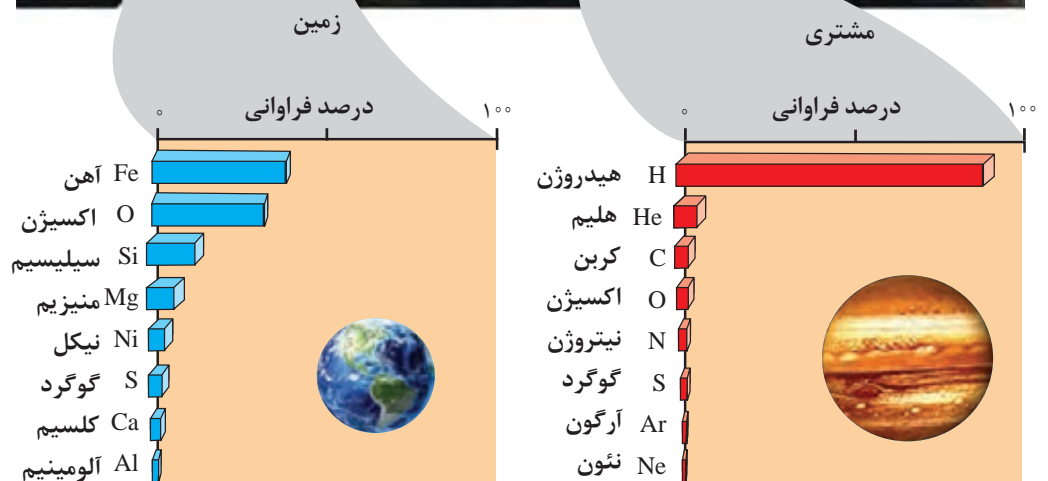 مشتری
درصد فراوانی
۰
۱۰۰
H هیدروژن
He هلیم
C کربن
O اکسیژن
N نیتروژن
S گوگرد
Ar آرگون
Ne نئون
زمین
درصد فراوانی
۰
۱۰۰
Fe آهن
O اکسیژن
Si سیلیسیم
Mg منیزیم
Ni نیکل
S گوگرد
Ca کلسیم
Al آلومینیم